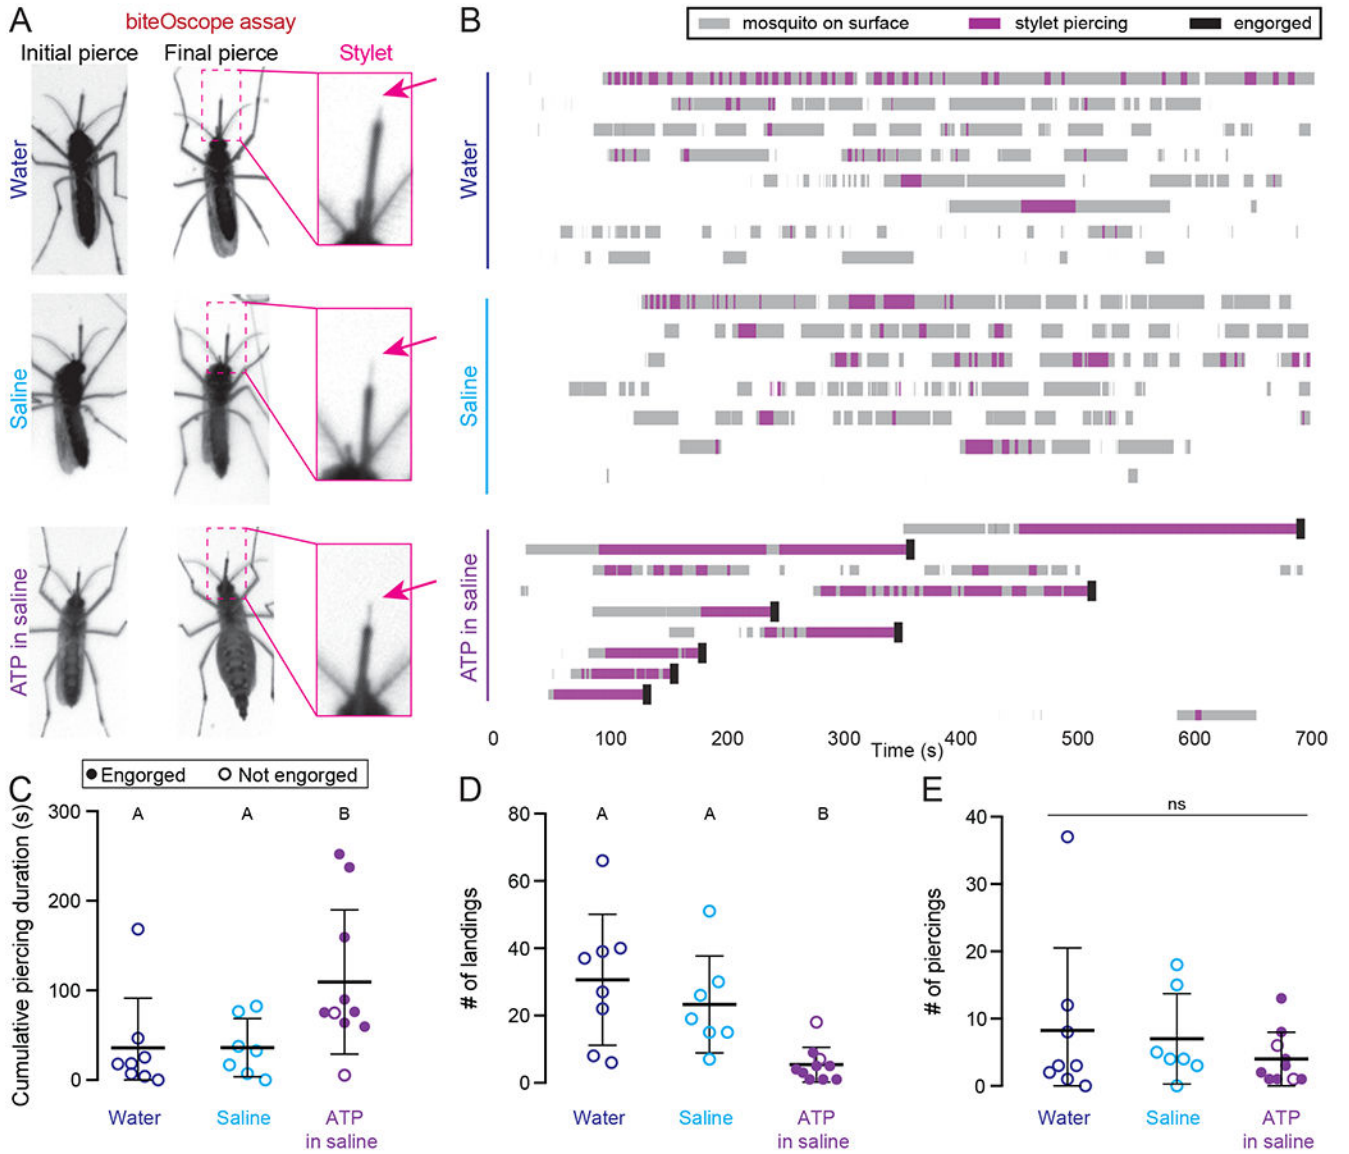 A
biteOscope assay
Initial pierce
Final pierce
Stylet
Water
Saline
ATP in saline
B
mosquito on surface
stylet piercing
engorged
Water
Saline
ATP in saline
0 100 200 300 400 500 600 700
Time (s)
Engorged
Not engorged
C
Cumulative piercing duration (s)
300
200
100
0
A A B
Water
Saline
ATP
in saline
D
# of landings
80
60
40
20
0
A A B
Water
Saline
ATP
in saline
E
# of piercings
40
30
20
10
0
ns
Water
Saline
ATP
in saline